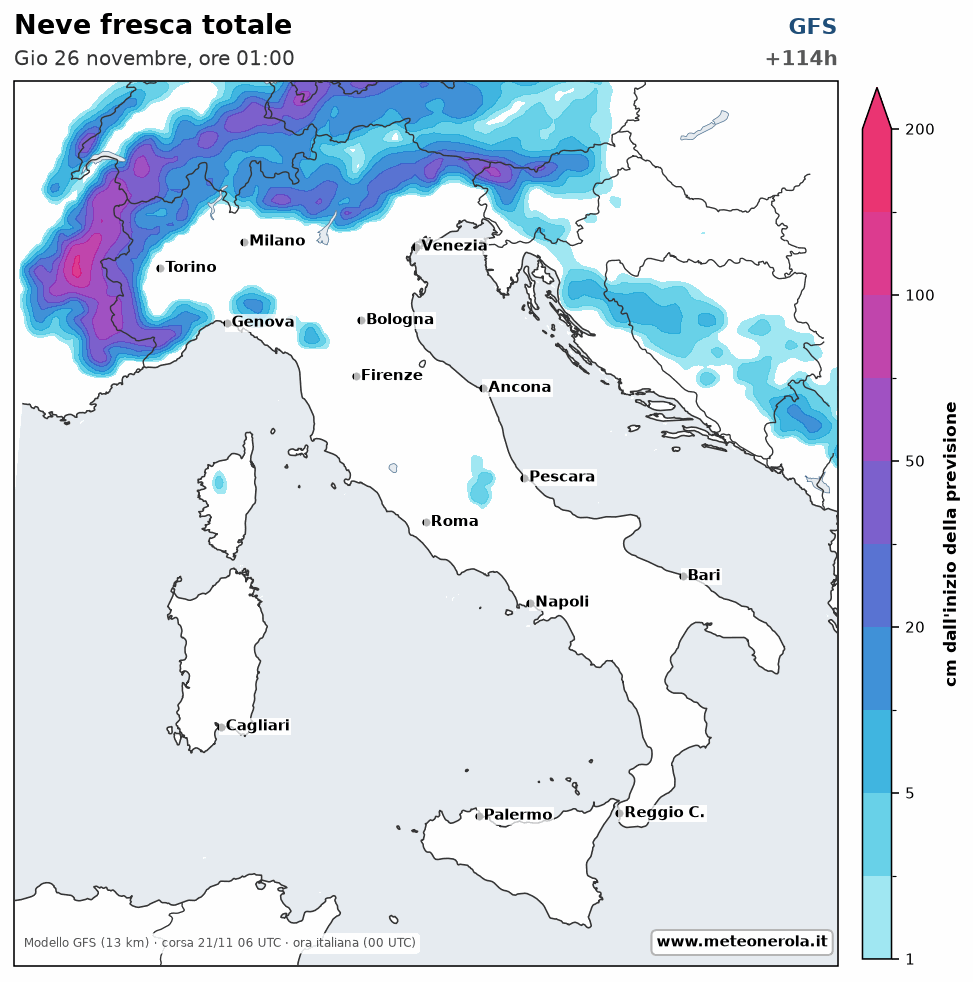 Neve fresca totale
GFS
Gio 26 novembre, ore 01:00
+114h
200
100
50
20
5
1
cm dall'inizio della previsione
Milano
Venezia
Torino
Genova
Bologna
Firenze
Ancona
Pescara
Roma
Bari
Napoli
Cagliari
Palermo
Reggio C.
Modello GFS (13 km) · corsa 21/11 06 UTC · ora italiana (00 UTC)
www.meteonerola.it